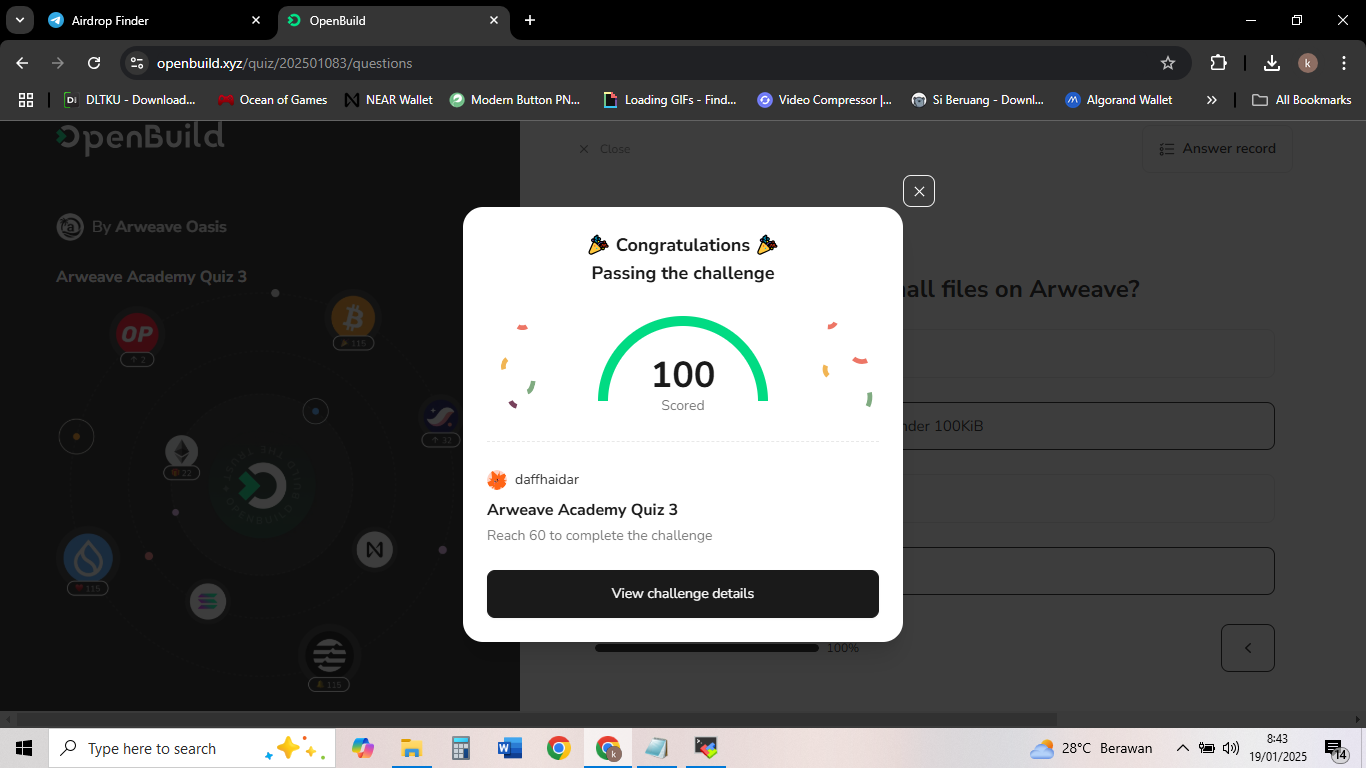 Airdrop Finder
OpenBuild
openbuild.xyz/quiz/202501083/questions
k
DLTKU - Download...
Ocean of Games
NEAR Wallet
Modern Button PN...
Loading GIFs - Find...
Video Compressor |...
Si Beruang - Downl...
Algorand Wallet
All Bookmarks
OpenBuild
Close
Answer record
By Arweave Oasis
Arweave Academy Quiz 3
OP
2
115
22
32
115
115
Congratulations
Passing the challenge
100
Scored
daffhaidar
Arweave Academy Quiz 3
Reach 60 to complete the challenge
View challenge details
all files on Arweave?
nder 100KiB
100%
Type here to search
28°C Berawan
8:43
19/01/2025
14